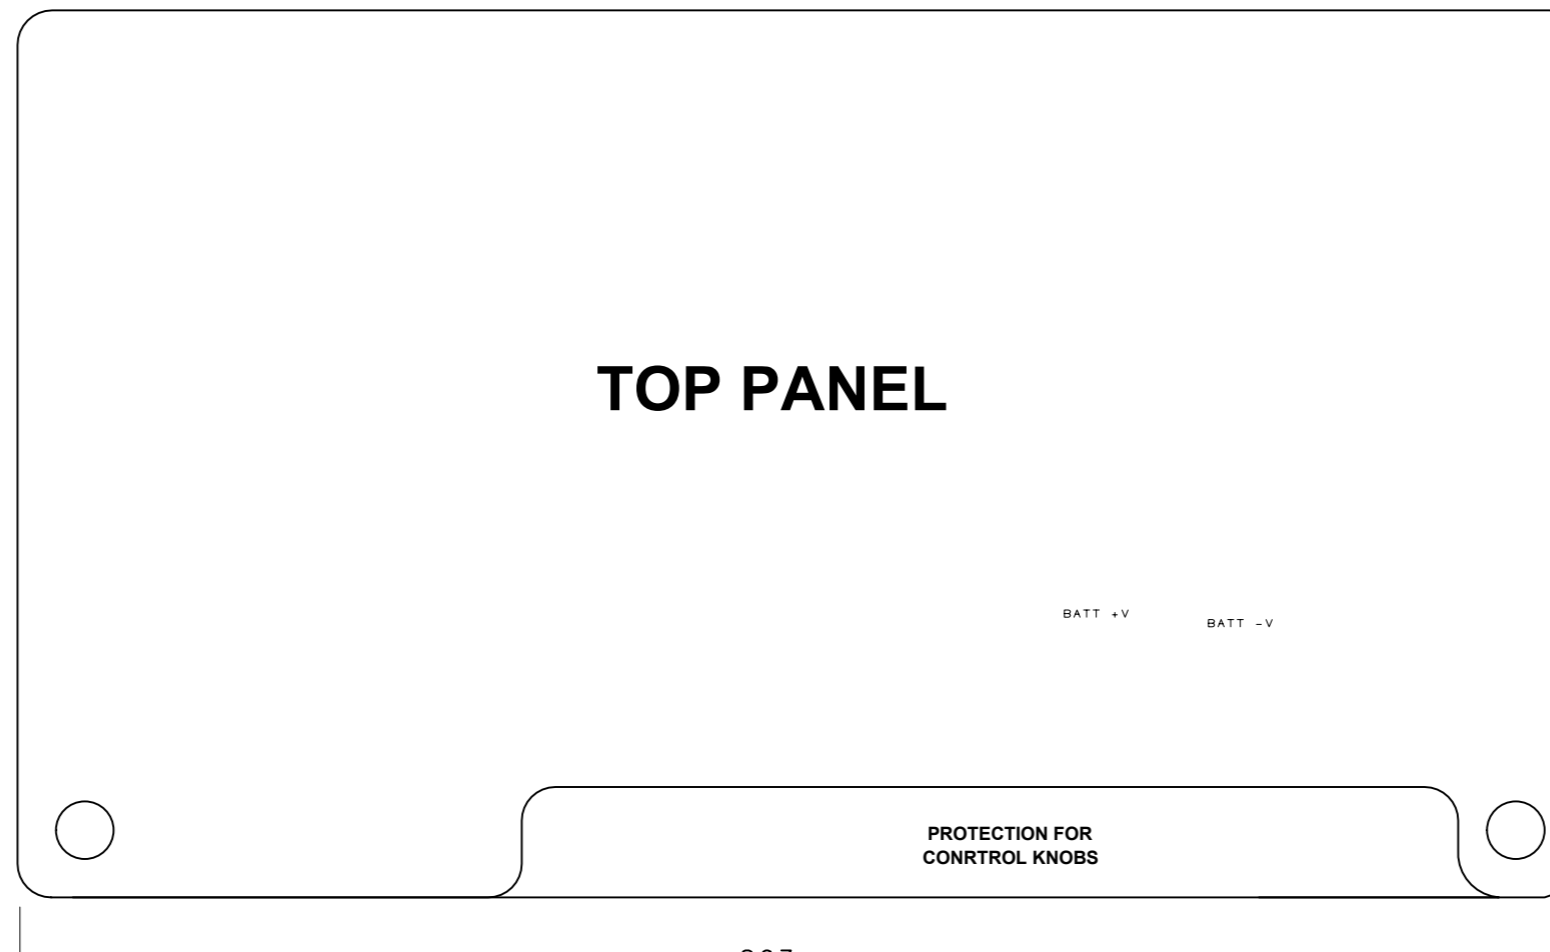 TOP PANEL
BATT +V
BATT -V
PROTECTION FOR
CONRTROL KNOBS